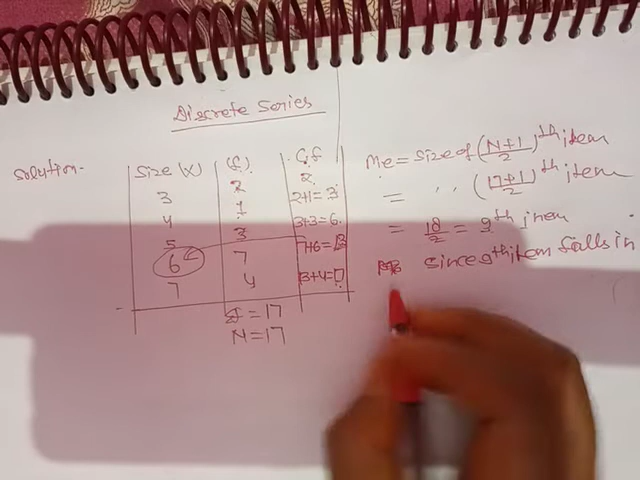 Discrete Series
Solution-
Size (X) (f) C.f
3 2 2
4 1 2+1=3
5 3 3+3=6
6 7 7+6=13
7 4 13+4=17
f = 17
N=17
Me = Size of (N+1/2)th item
= ,, (17+1/2)th item
= 18/2 = 9th item
Since 9th item falls in